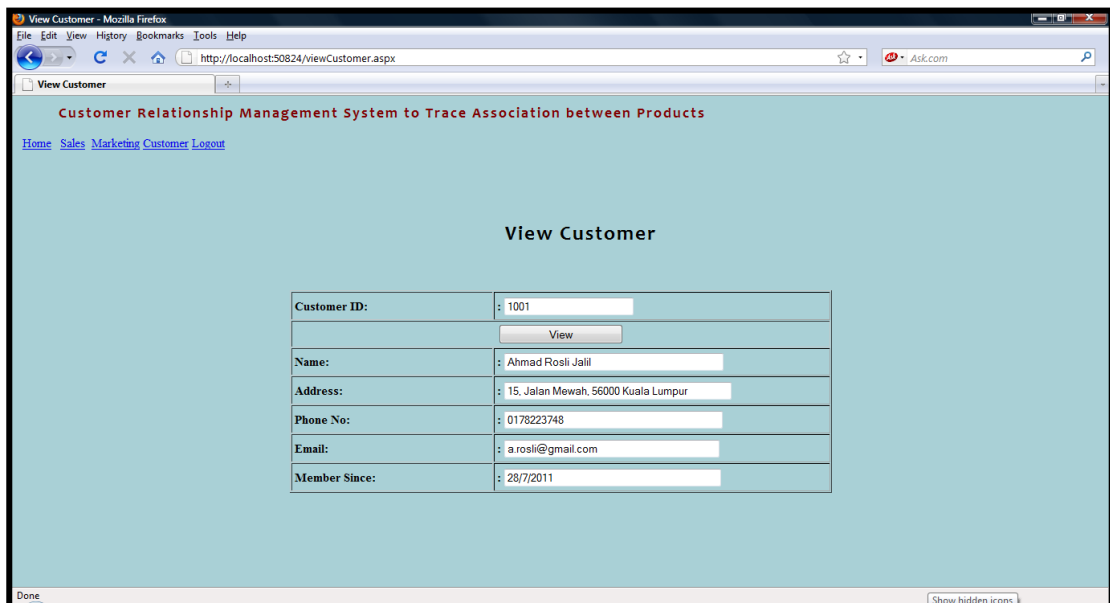 View Customer - Mozilla Firefox
File Edit View History Bookmarks Tools Help
http://localhost:50824/viewCustomer.aspx
Ask.com
View Customer
Customer Relationship Management System to Trace Association between Products
Home Sales Marketing Customer Logout
View Customer
Customer ID: : 1001
View
Name: : Ahmad Rosli Jalil
Address: : 15, Jalan Mewah, 56000 Kuala Lumpur
Phone No: : 0178223748
Email: : a.rosli@gmail.com
Member Since: : 28/7/2011
Done
Show hidden icons